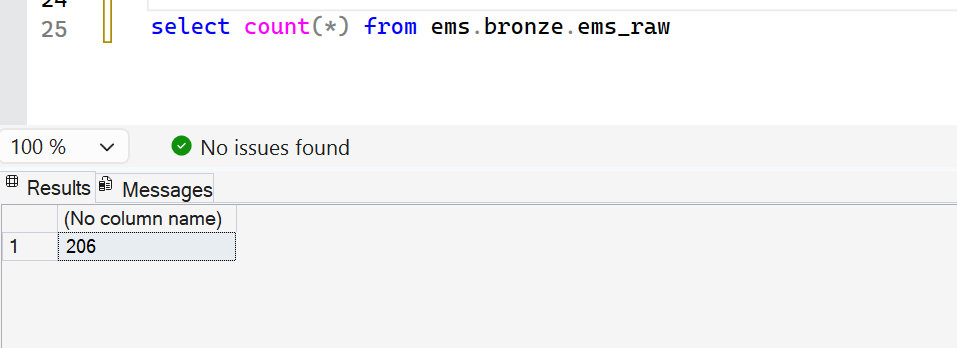 24
25 select count(*) from ems.bronze.ems_raw
100 %
No issues found
Results Messages
(No column name)
1 206